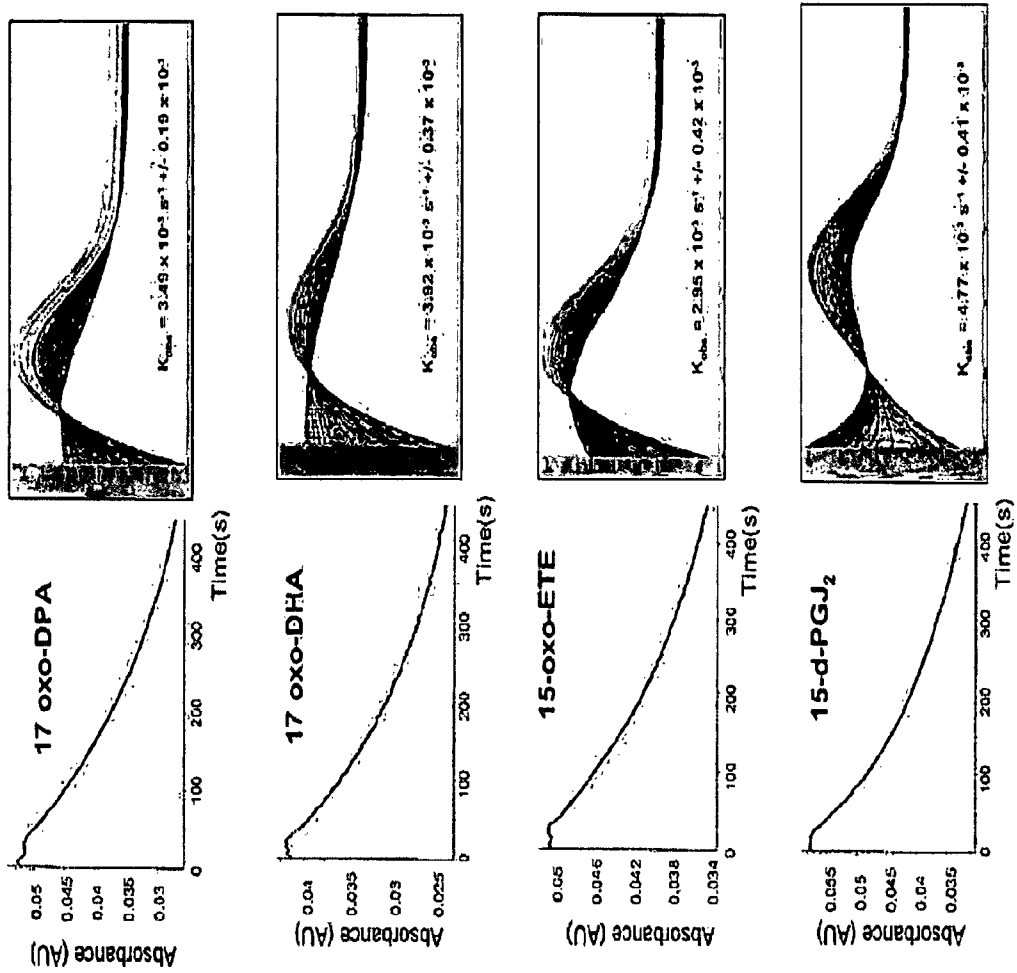 17 oxo-DPA
Absorbance (AU)
0.05
0.045
0.04
0.035
0.03
0 100 200 300 400
Time(s)
K_obs. = 3.49 x 10⁻³ s⁻¹ +/- 0.19 x 10⁻³
17 oxo-DHA
Absorbance (AU)
0.04
0.035
0.03
0.025
0 100 200 300 400
Time(s)
K_obs. = 3.92 x 10⁻³ s⁻¹ +/- 0.37 x 10⁻³
15-oxo-ETE
Absorbance (AU)
0.05
0.046
0.042
0.038
0.034
0 100 200 300 400
Time(s)
K_obs. = 2.95 x 10⁻³ s⁻¹ +/- 0.42 x 10⁻³
15-d-PGJ₂
Absorbance (AU)
0.055
0.05
0.045
0.04
0.035
0 100 200 300 400
Time(s)
K_obs = 4.77 x 10⁻³ s⁻¹ +/- 0.41 x 10⁻³